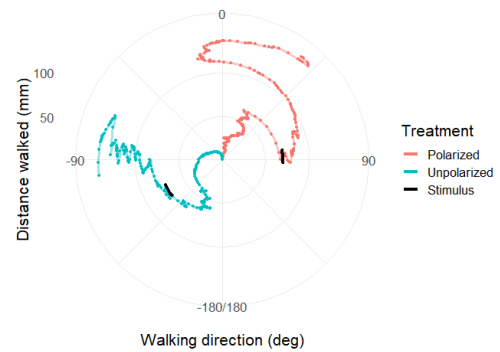 0
100
50
-90
90
-180/180
Distance walked (mm)
Walking direction (deg)
Treatment
Polarized
Unpolarized
Stimulus